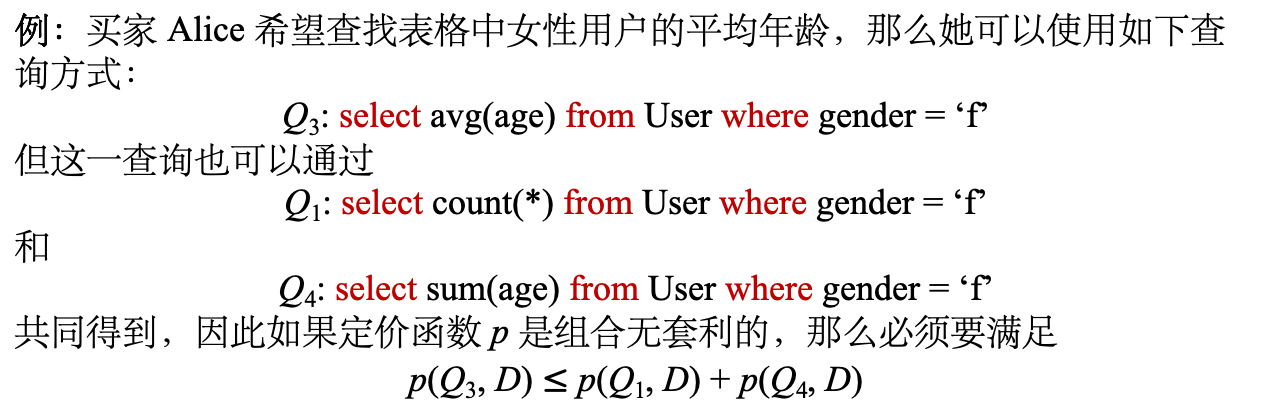 例：买家 Alice 希望查找表格中女性用户的平均年龄，那么她可以使用如下查
询方式：
Q3: select avg(age) from User where gender = ‘f’
但这一查询也可以通过
Q1: select count(*) from User where gender = ‘f’
和
Q4: select sum(age) from User where gender = ‘f’
共同得到，因此如果定价函数 p 是组合无套利的，那么必须要满足
p(Q3, D) ≤ p(Q1, D) + p(Q4, D)